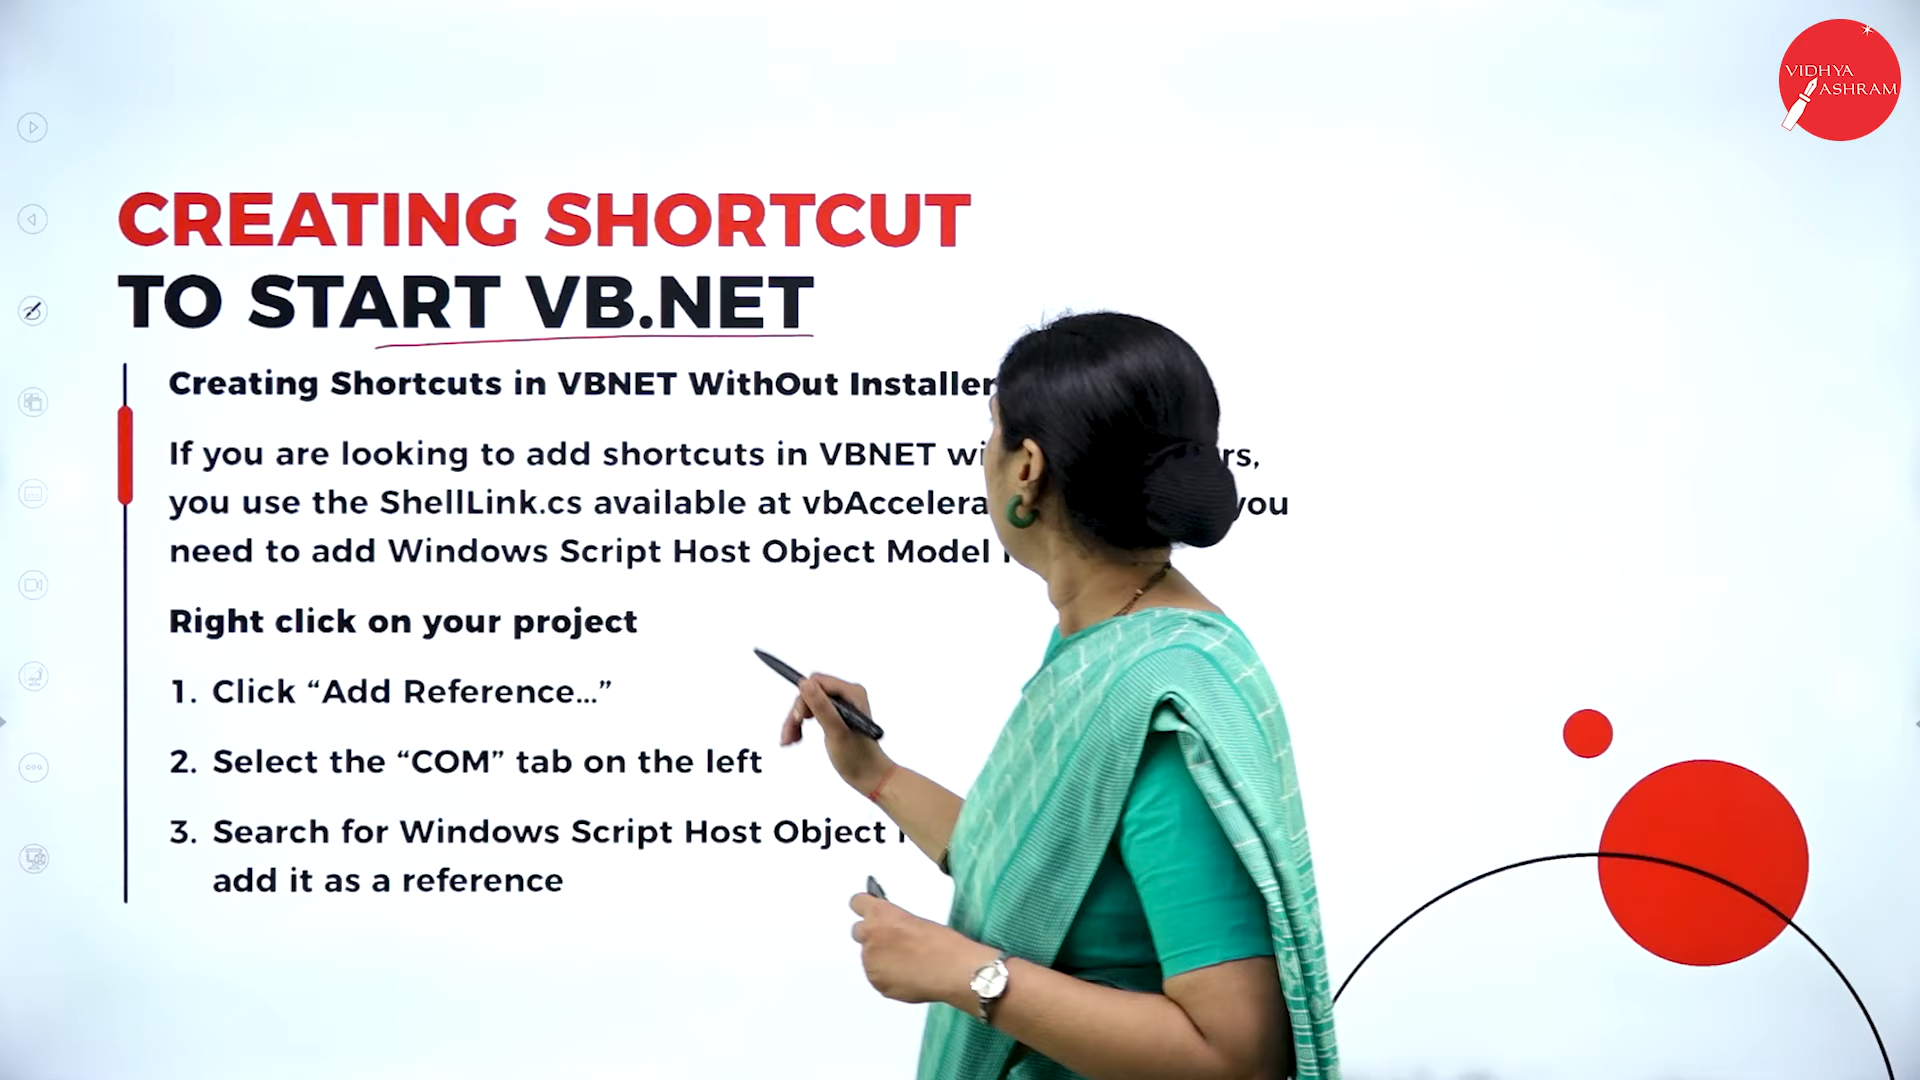 VIDHYA
ASHRAM
CREATING SHORTCUT
TO START VB.NET
Creating Shortcuts in VBNET WithOut Installer
If you are looking to add shortcuts in VBNET
you use the ShellLink.cs available at you
need to add Windows Script Host Object Model
Right click on your project
1. Click “Add Reference...”
2. Select the “COM” tab on the left
3. Search for Windows Script Host Object
add it as a reference